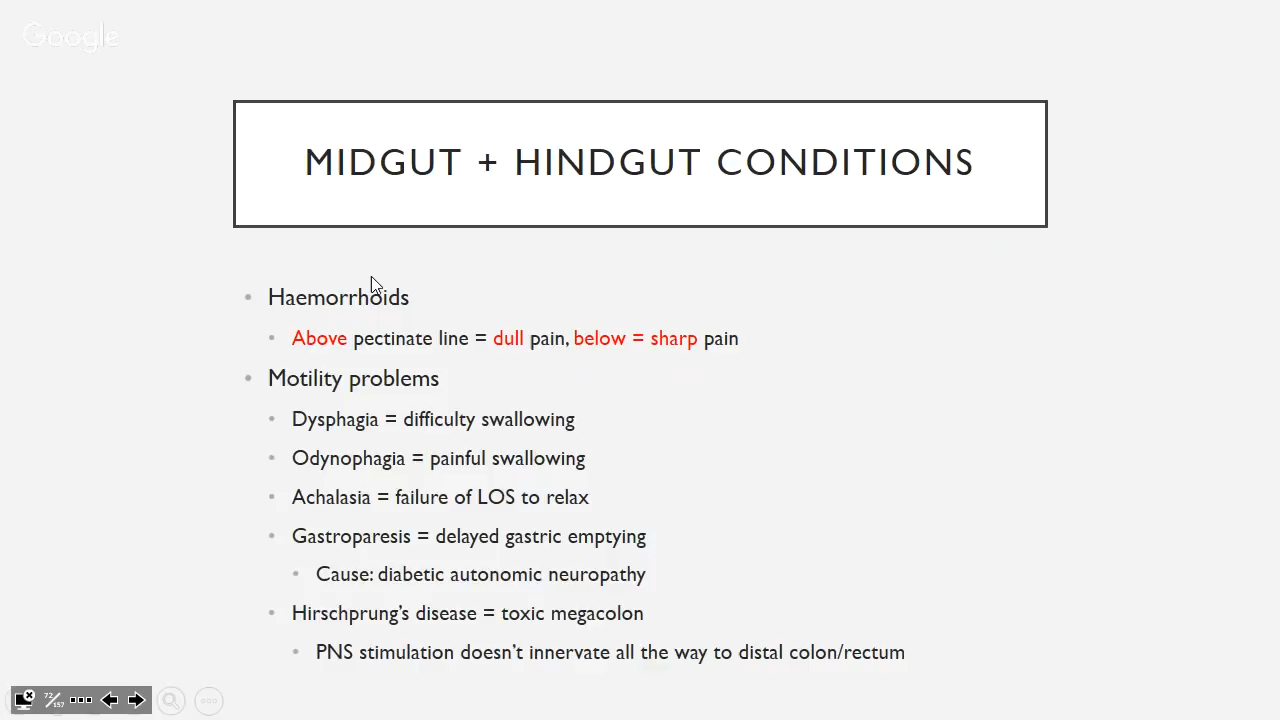 Google
MIDGUT + HINDGUT CONDITIONS
• Haemorrhoids
• Above pectinate line = dull pain, below = sharp pain
• Motility problems
• Dysphagia = difficulty swallowing
• Odynophagia = painful swallowing
• Achalasia = failure of LOS to relax
• Gastroparesis = delayed gastric emptying
• Cause: diabetic autonomic neuropathy
• Hirschprung's disease = toxic megacolon
• PNS stimulation doesn't innervate all the way to distal colon/rectum
72/157